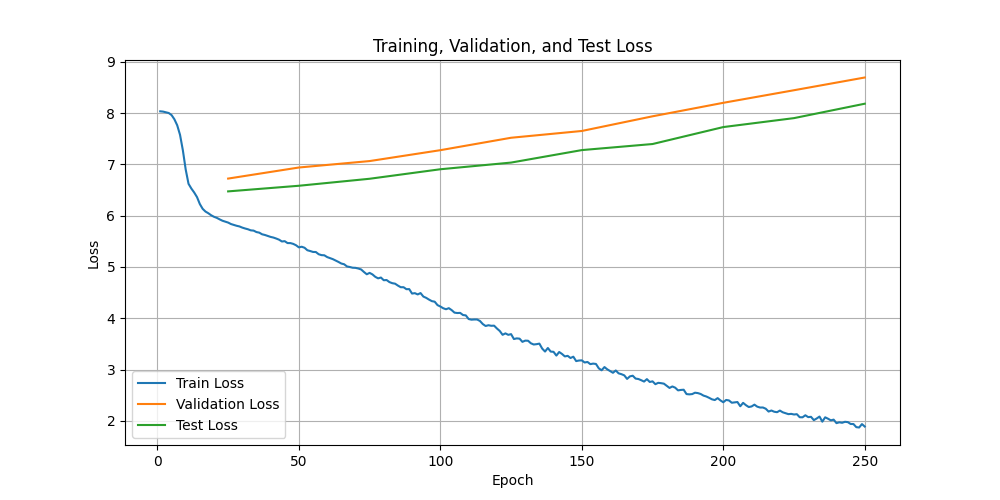 Training, Validation, and Test Loss
9
8
7
6
5
4
3
2
Loss
Train Loss
Validation Loss
Test Loss
0
50
100
150
200
250
Epoch